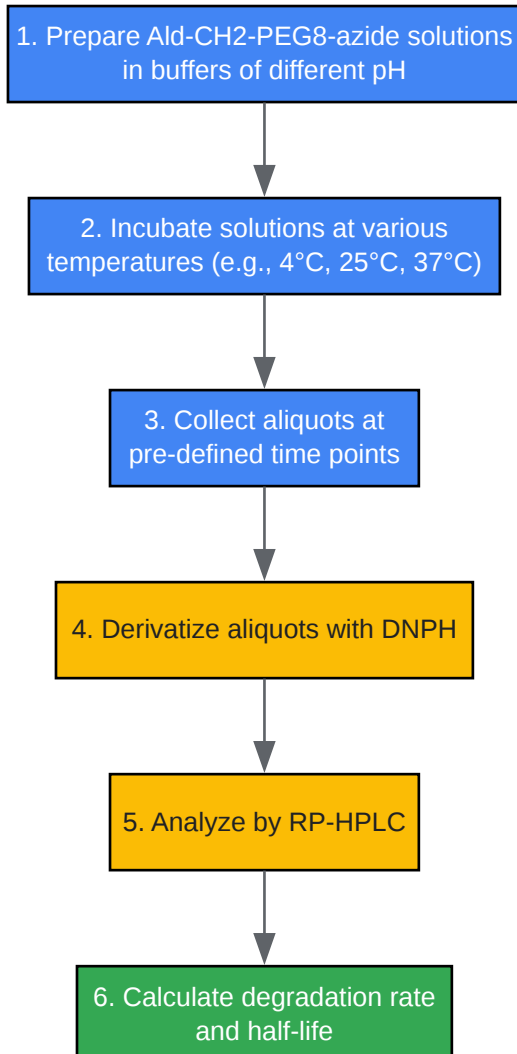 1. Prepare Ald-CH2-PEG8-azide solutions
in buffers of different pH
2. Incubate solutions at various
temperatures (e.g., 4°C, 25°C, 37°C)
3. Collect aliquots at
pre-defined time points
4. Derivatize aliquots with DNPH
5. Analyze by RP-HPLC
6. Calculate degradation rate
and half-life